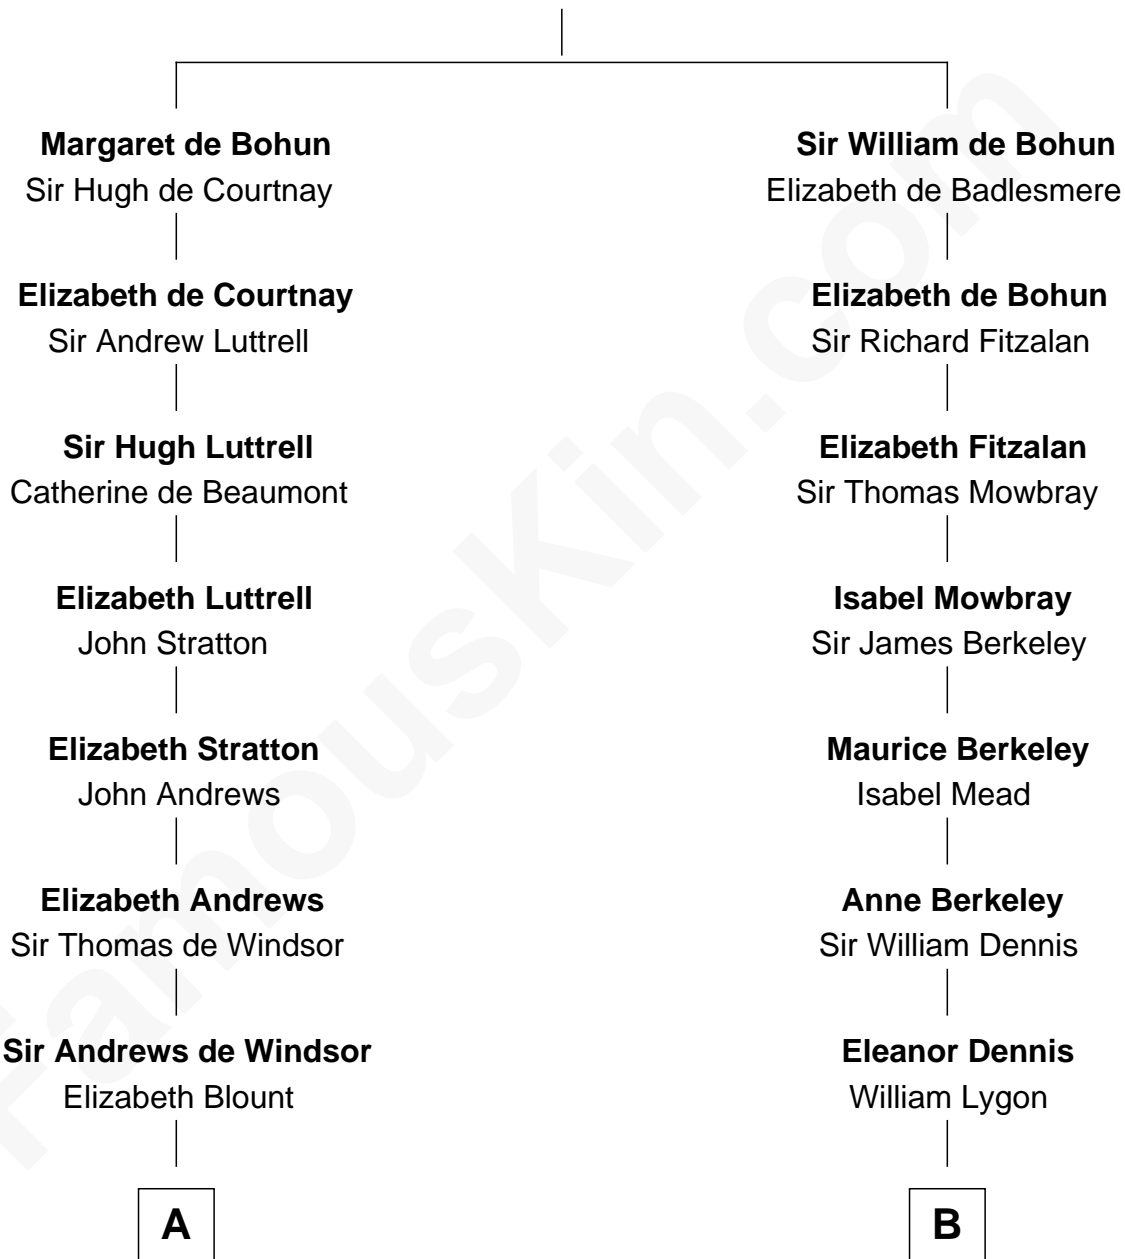 Margaret de Bohun
Sir Hugh de Courtnay
Elizabeth de Courtnay
Sir Andrew Luttrell
Sir Hugh Luttrell
Catherine de Beaumont
Elizabeth Luttrell
John Stratton
Elizabeth Stratton
John Andrews
Elizabeth Andrews
Sir Thomas de Windsor
Sir Andrews de Windsor
Elizabeth Blount
A
Sir William de Bohun
Elizabeth de Badlesmere
Elizabeth de Bohun
Sir Richard Fitzalan
Elizabeth Fitzalan
Sir Thomas Mowbray
Isabel Mowbray
Sir James Berkeley
Maurice Berkeley
Isabel Mead
Anne Berkeley
Sir William Dennis
Eleanor Dennis
William Lygon
B
FamousKin.com